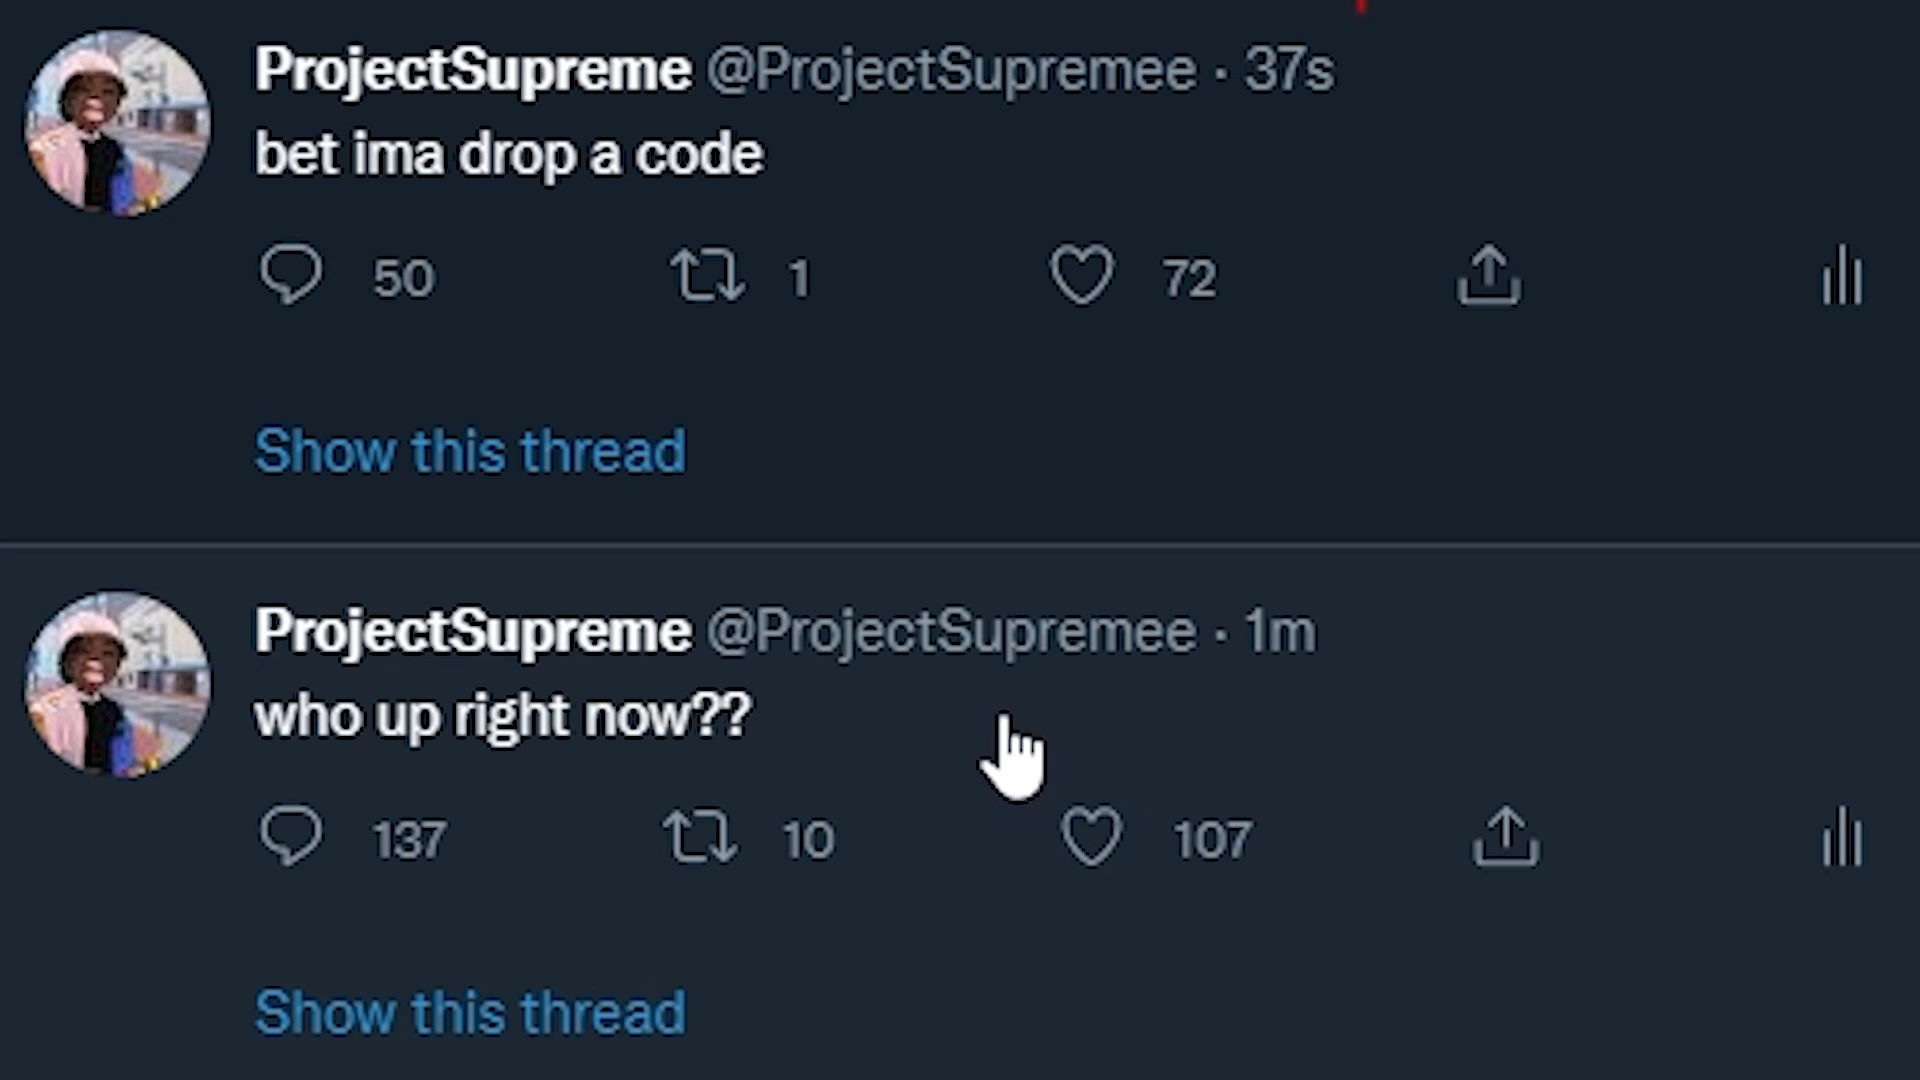 ProjectSupreme @ProjectSupremee · 37s
bet ima drop a code
50 1 72
Show this thread
ProjectSupreme @ProjectSupremee · 1m
who up right now??
137 10 107
Show this thread